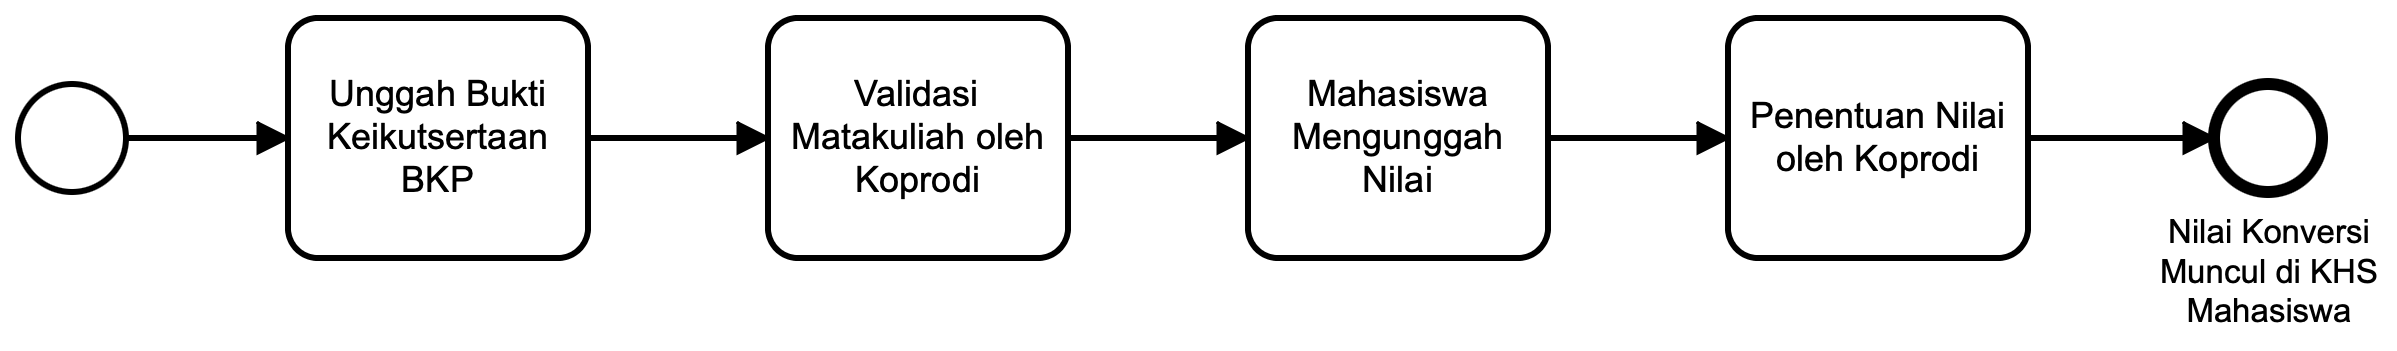 Unggah Bukti
Keikutsertaan
BKP
Validasi
Matakuliah oleh
Koprodi
Mahasiswa
Mengunggah
Nilai
Penentuan Nilai
oleh Koprodi
Nilai Konversi
Muncul di KHS
Mahasiswa